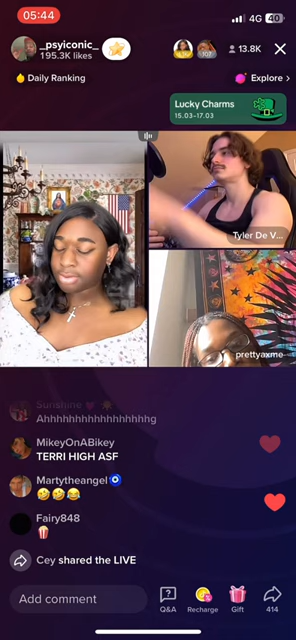 05:44
4G 40
_psyiconic_
195.3K likes
13.8K
Daily Ranking
Explore >
Lucky Charms
15.03-17.03
Tyler De V...
prettyaxme
Sunshine
Ahhhhhhhhhhhhhhhhhg
MikeyOnABikey
TERRI HIGH ASF
Martytheangel
🤣🤣😂
Fairy848
🍿
Cey shared the LIVE
Add comment
Q&A
Recharge
Gift
414